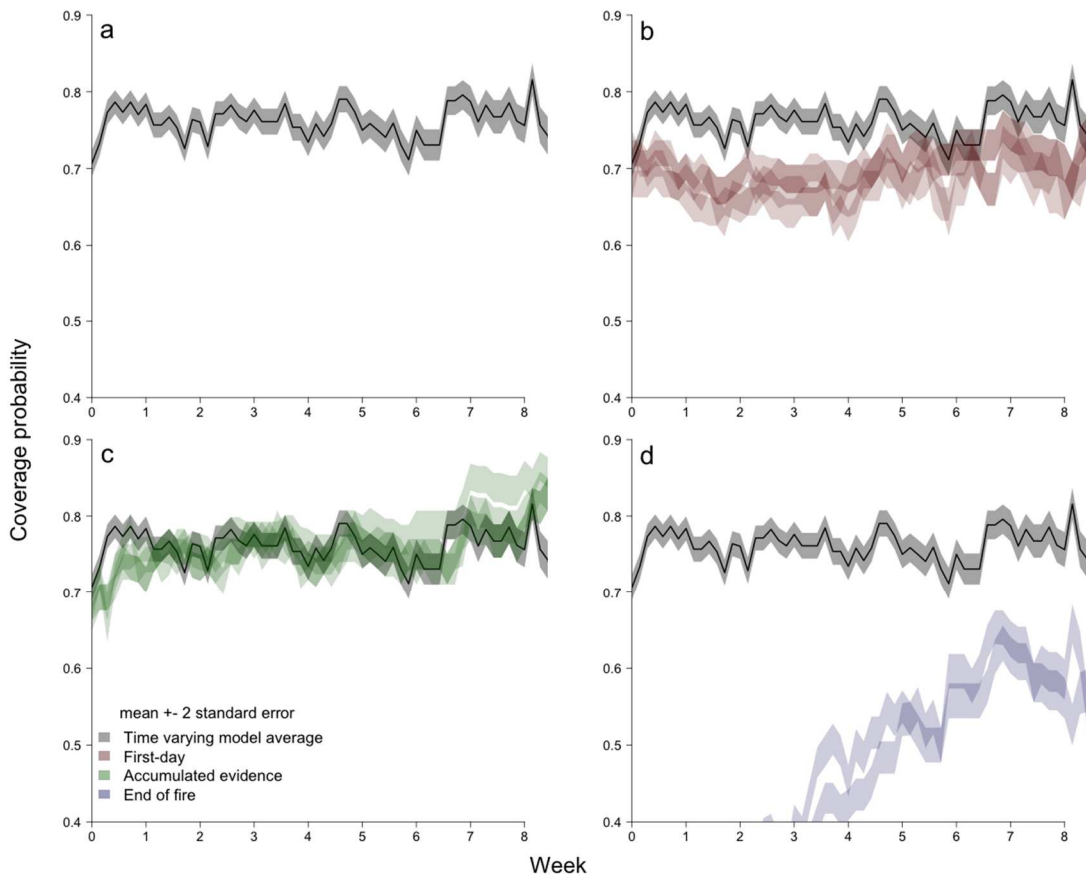 a
b
0.9
0.8
0.7
0.6
0.5
0.4
0 1 2 3 4 5 6 7 8
0.9
0.8
0.7
0.6
0.5
0.4
0 1 2 3 4 5 6 7 8
Coverage probability
c
d
0.9
0.8
0.7
0.6
0.5
0.4
mean +- 2 standard error
Time varying model average
First-day
Accumulated evidence
End of fire
0 1 2 3 4 5 6 7 8
0.9
0.8
0.7
0.6
0.5
0.4
0 1 2 3 4 5 6 7 8
Week